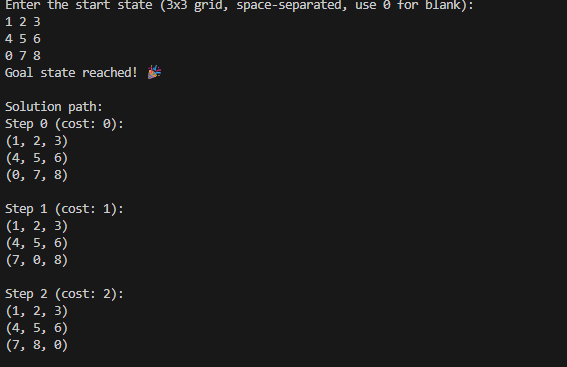 Enter the start state (3x3 grid, space-separated, use 0 for blank):
1 2 3
4 5 6
0 7 8
Goal state reached! 🎉
Solution path:
Step 0 (cost: 0):
(1, 2, 3)
(4, 5, 6)
(0, 7, 8)
Step 1 (cost: 1):
(1, 2, 3)
(4, 5, 6)
(7, 0, 8)
Step 2 (cost: 2):
(1, 2, 3)
(4, 5, 6)
(7, 8, 0)